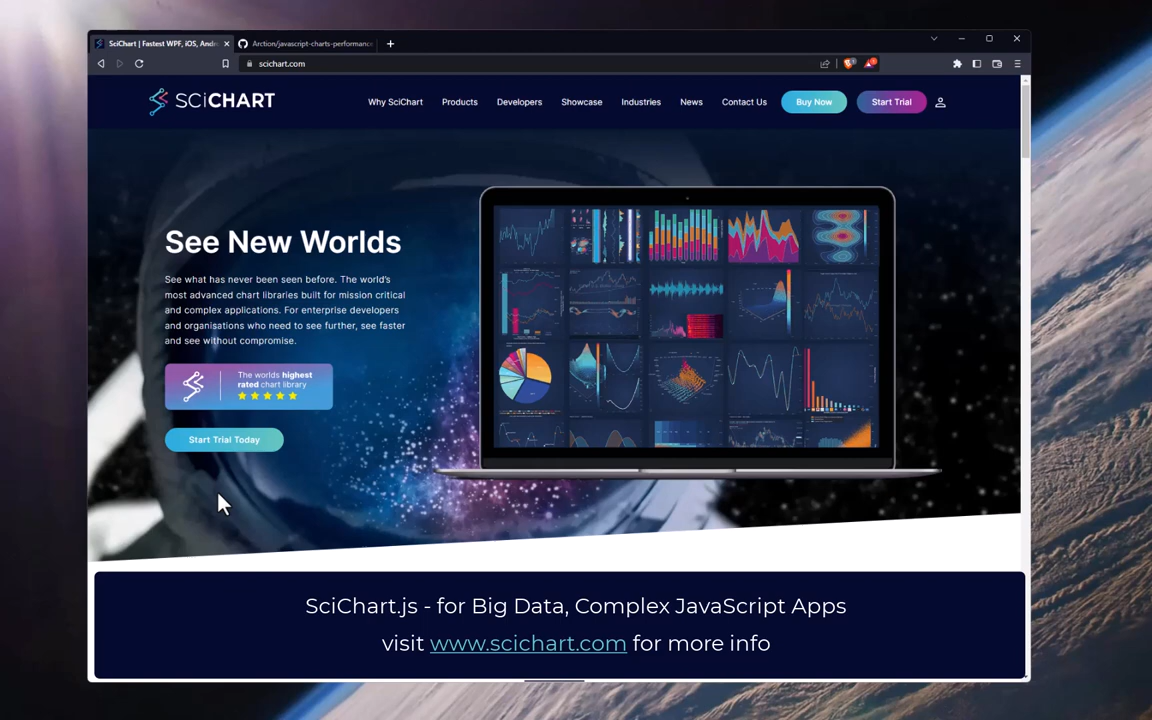 SciChart | Fastest WPF, iOS, Andro
Arction/javascript-charts-performance
scichart.com
SCiCHART
Why SciChart
Products
Developers
Showcase
Industries
News
Contact Us
Buy Now
Start Trial
See New Worlds
See what has never been seen before. The world's
most advanced chart libraries built for mission critical
and complex applications. For enterprise developers
and organisations who need to see further, see faster
and see without compromise.
The worlds highest
rated chart library
Start Trial Today
SciChart.js - for Big Data, Complex JavaScript Apps
visit www.scichart.com for more info